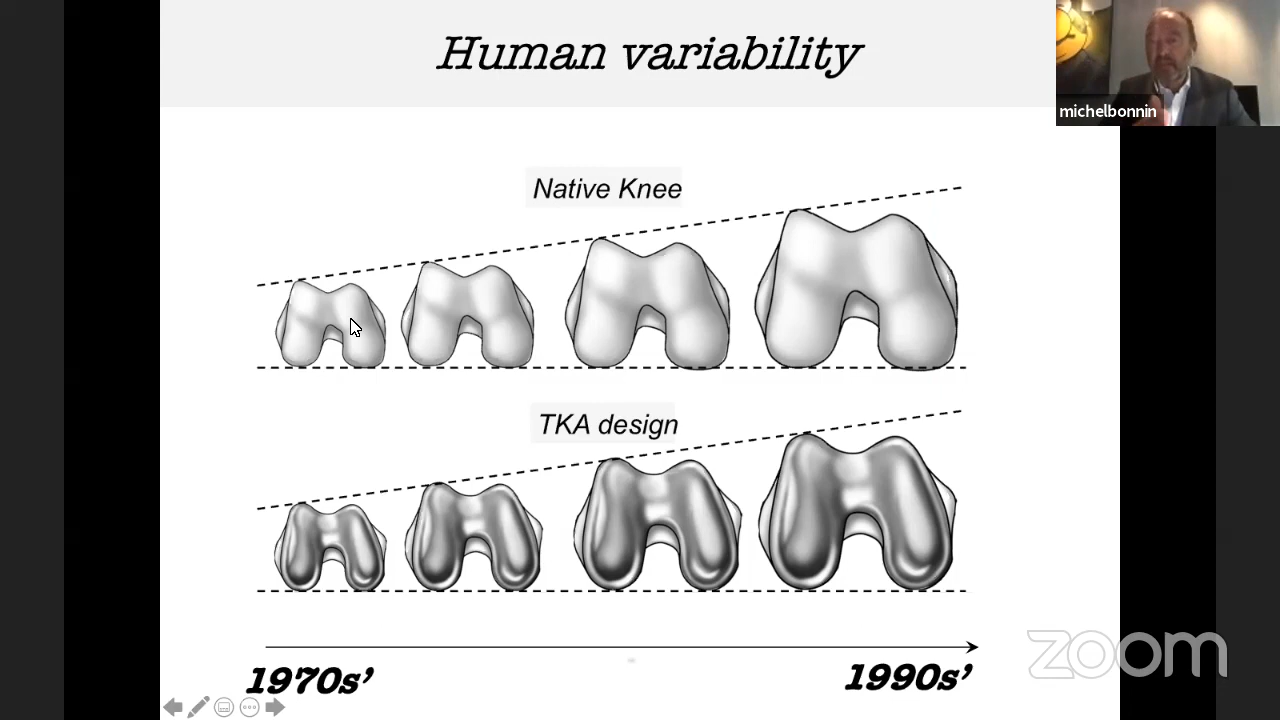 Human variability
michelbonnin
Native Knee
TKA design
1970s’
1990s’
zoom